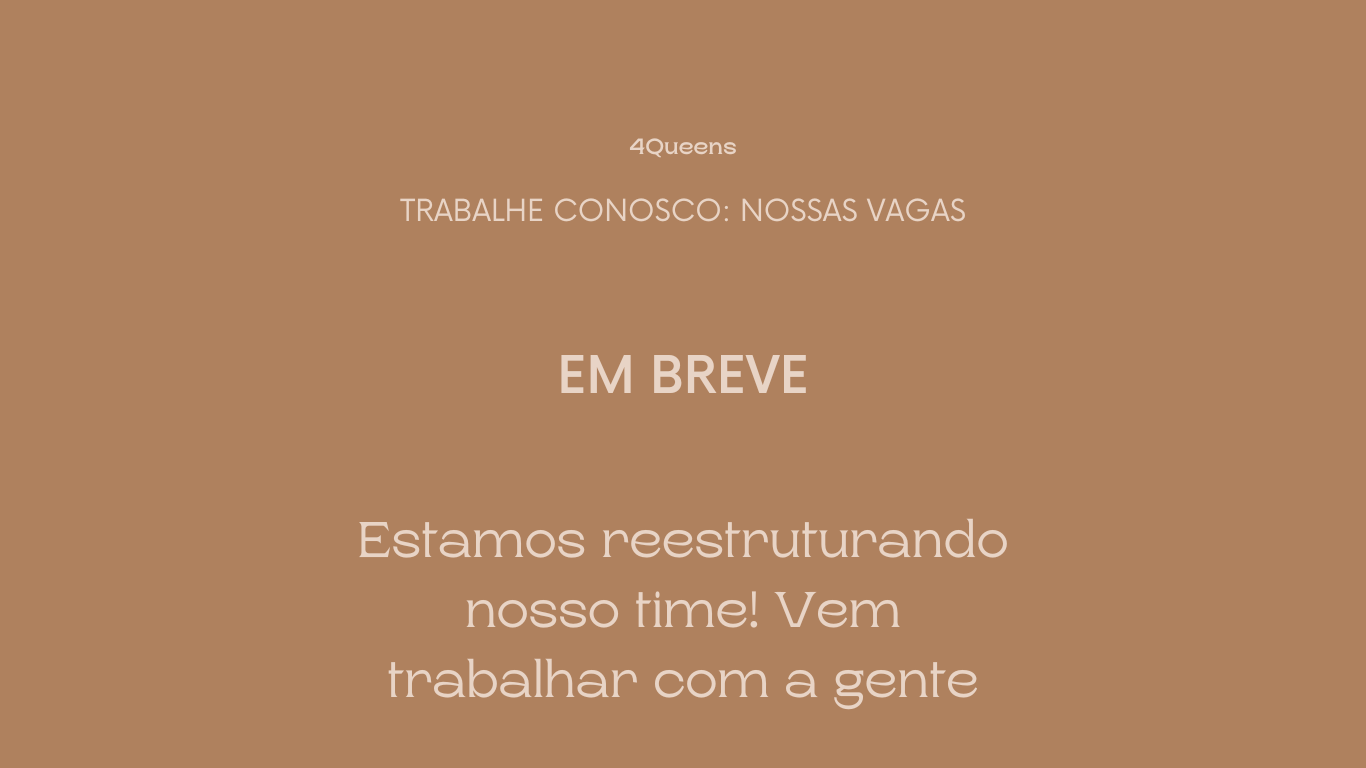 4Queens
TRABALHE CONOSCO: NOSSAS VAGAS
EM BREVE
Estamos reestruturando
nosso time! Vem
trabalhar com a gente